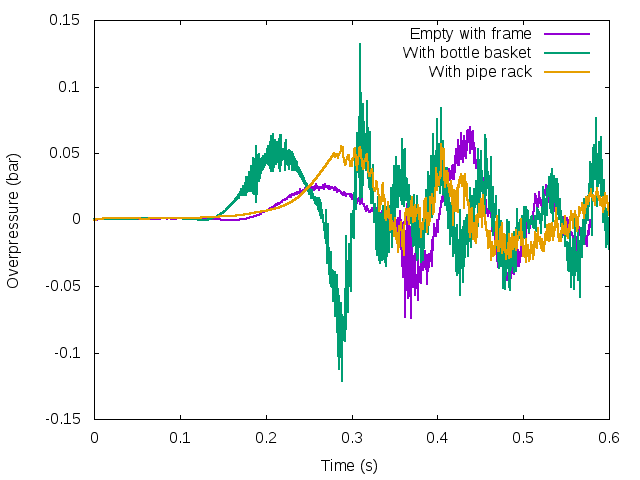 0.15
0.1
0.05
0
-0.05
-0.1
-0.15
Overpressure (bar)
Empty with frame
With bottle basket
With pipe rack
0 0.1 0.2 0.3 0.4 0.5 0.6
Time (s)